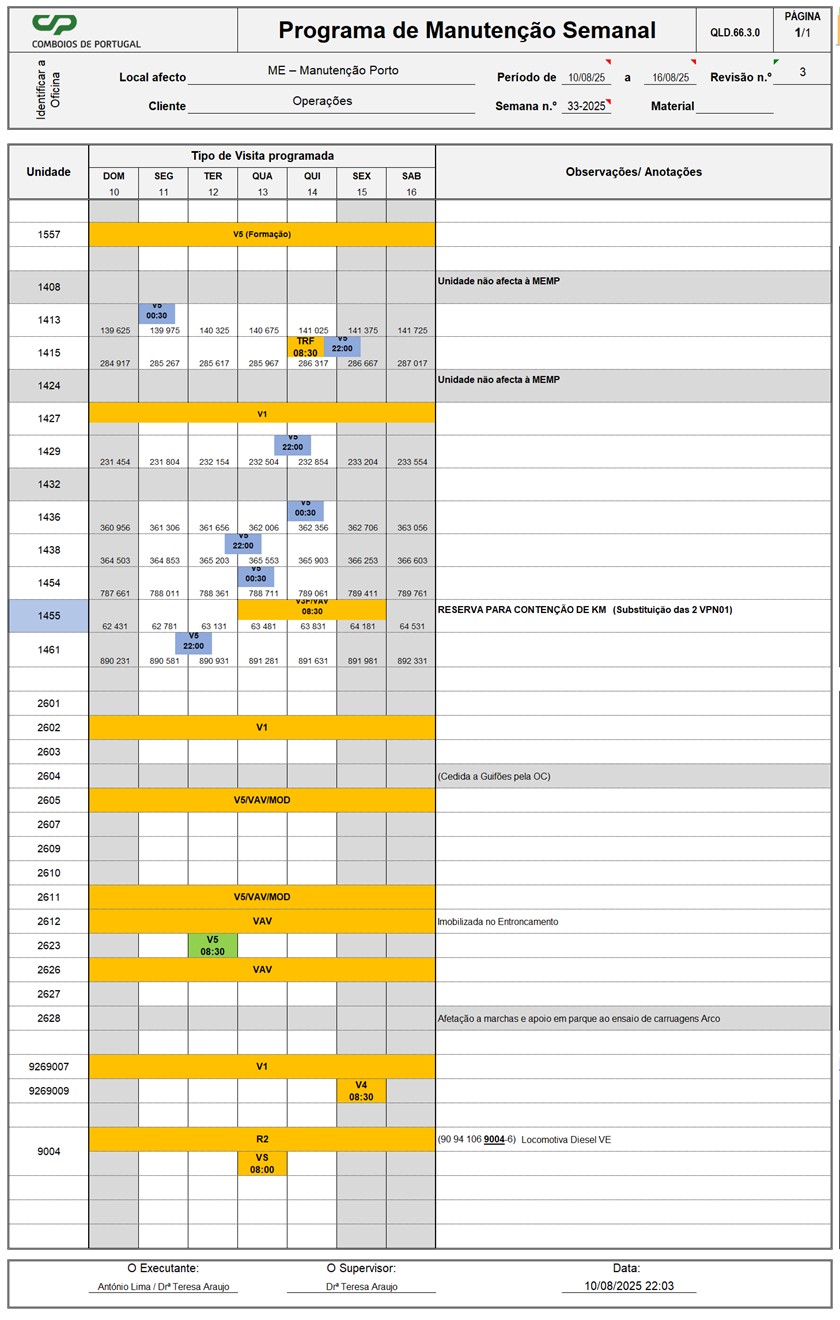 CP
COMBOIOS DE PORTUGAL
Programa de Manutenção Semanal
QLD.66.3.0
PÁGINA
1/1
Identificar a Oficina
Local afecto ME – Manutenção Porto Período de 10/08/25 a 16/08/25 Revisão n.º 3
Cliente Operações Semana n.º 33-2025 Material
Unidade Tipo de Visita programada Observações/ Anotações
DOM SEG TER QUA QUI SEX SAB
10 11 12 13 14 15 16
1557 V5 (Formação)
1408 Unidade não afecta à MEMP
1413 V5 00:30
139 625 139 975 140 325 140 675 141 025 141 375 141 725
1415 TRF 08:30 V5 22:00
284 917 285 267 285 617 285 967 286 317 286 667 287 017
1424 Unidade não afecta à MEMP
1427 V1
1429 V5 22:00
231 454 231 804 232 154 232 504 232 854 233 204 233 554
1432
1436 V5 00:30
360 956 361 306 361 656 362 006 362 356 362 706 363 056
1438 V5 22:00
364 503 364 853 365 203 365 553 365 903 366 253 366 603
1454 V5 00:30
787 661 788 011 788 361 788 711 789 061 789 411 789 761
1455 V3F/VAV 08:30 RESERVA PARA CONTENÇÃO DE KM (Substituição das 2 VPN01)
62 431 62 781 63 131 63 481 63 831 64 181 64 531
1461 V5 22:00
890 231 890 581 890 931 891 281 891 631 891 981 892 331
2601
2602 V1
2603
2604 (Cedida a Guifões pela OC)
2605 V5/VAV/MOD
2607
2609
2610
2611 V5/VAV/MOD
2612 VAV Imobilizada no Entroncamento
2623 V5 08:30
2626 VAV
2627
2628 Afetação a marchas e apoio em parque ao ensaio de carruagens Arco
9269007 V1
9269009 V4 08:30
9004 R2 (90 94 106 9004-6) Locomotiva Diesel VE
VS 08:00
O Executante: O Supervisor: Data:
António Lima / Drª Teresa Araujo Drª Teresa Araujo 10/08/2025 22:03